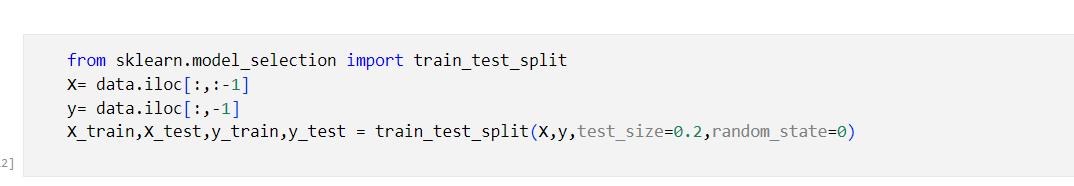 from sklearn.model_selection import train_test_split
X= data.iloc[:,:-1]
y= data.iloc[:,-1]
X_train,X_test,y_train,y_test = train_test_split(X,y,test_size=0.2,random_state=0)
2]